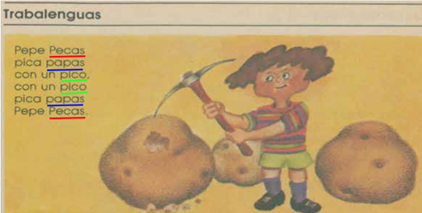 Trabalenguas
Pepe Pecas
pica papas
con un pico,
con un pico
pica papas
Pepe Pecas.